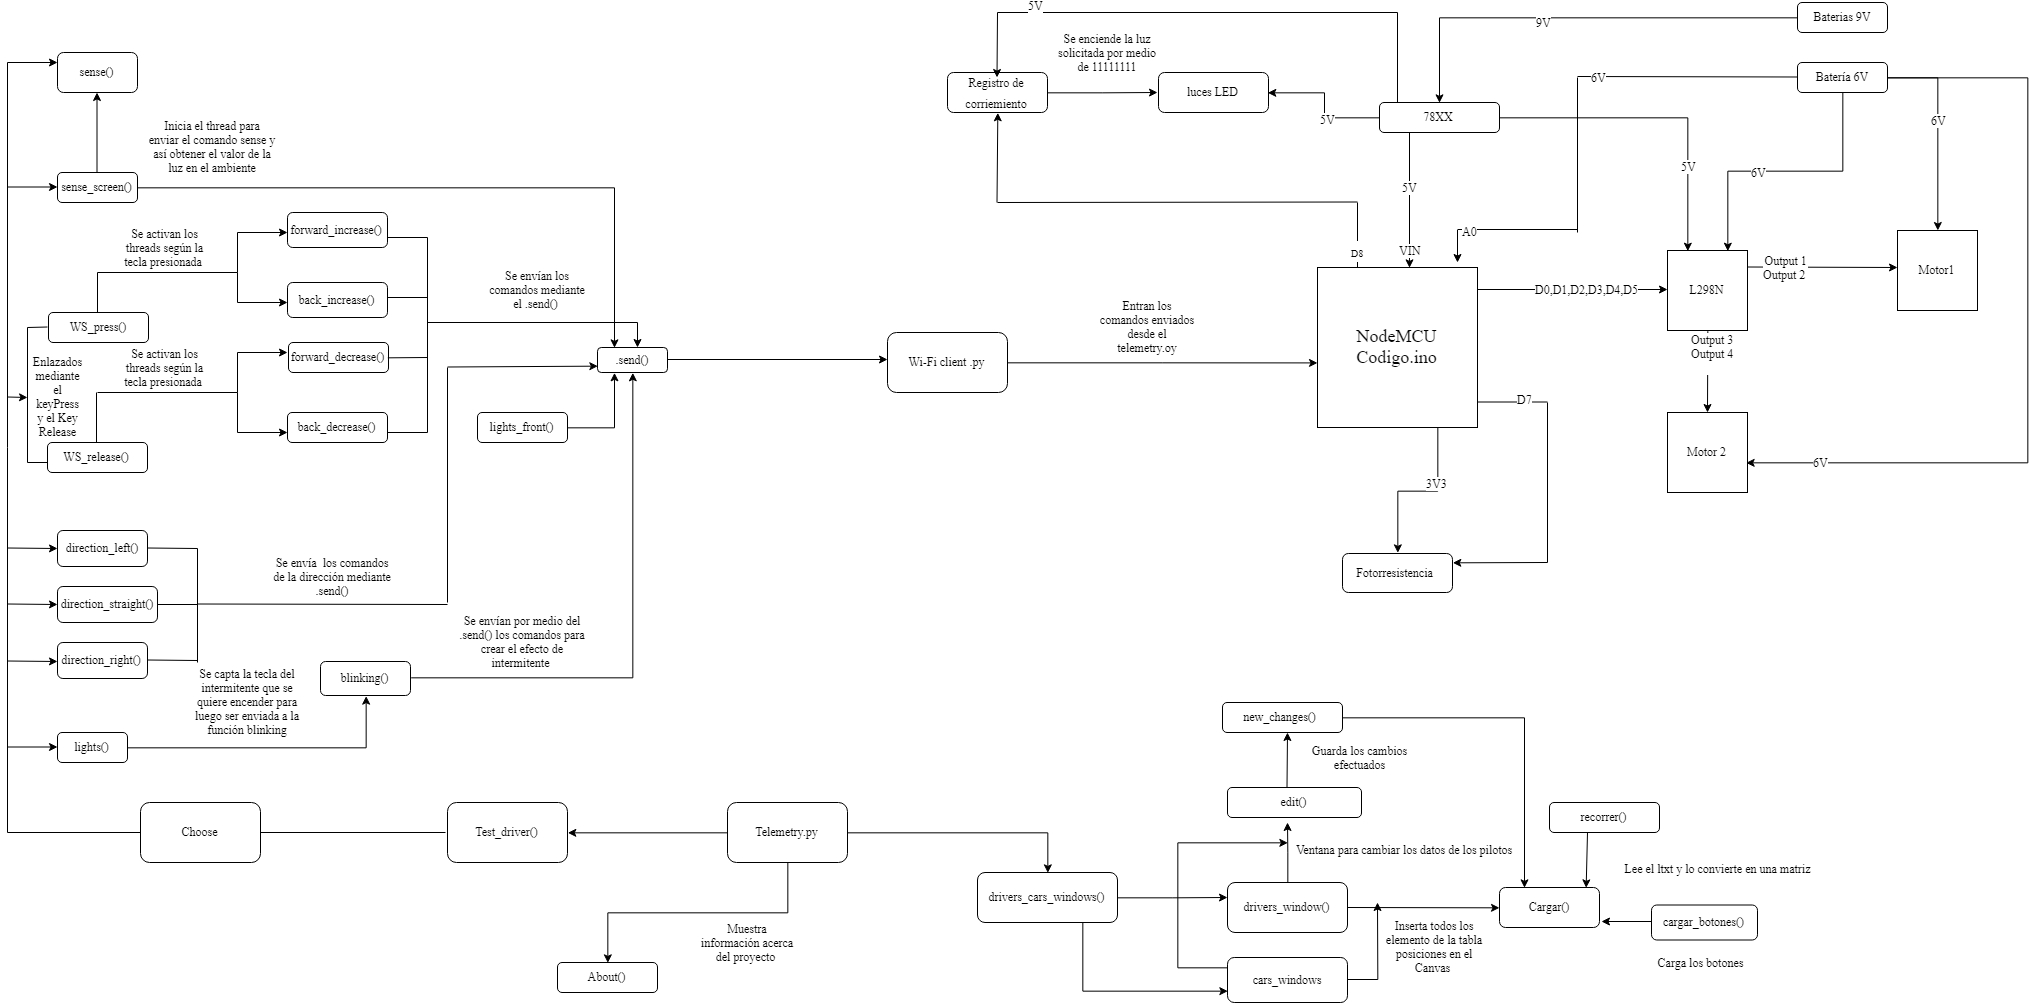 5V
Baterias 9V
9V
Se enciende la luz
solicitada por medio
de 11111111
sense()
Registro de
corriemiento
luces LED
6V
Batería 6V
5V
78XX
6V
Inicia el thread para
enviar el comando sense y
así obtener el valor de la
luz en el ambiente
sense_screen()
5V
5V
6V
Se activan los
threads según la
tecla presionada
forward_increase()
A0
D8
VIN
Output 1
Output 2
Motor1
Se envían los
comandos mediante
el .send()
back_increase()
D0,D1,D2,D3,D4,D5
L298N
WS_press()
Entran los
comandos enviados
desde el
telemetry.oy
NodeMCU
Codigo.ino
Output 3
Output 4
Enlazados
mediante
el
keyPress
y el Key
Release
Se activan los
threads según la
tecla presionada
forward_decrease()
.send()
Wi-Fi client .py
D7
back_decrease()
lights_front()
WS_release()
Motor 2
6V
3V3
direction_left()
Se envía  los comandos
de la dirección mediante
.send()
Fotorresistencia
direction_straight()
Se envían por medio del
.send() los comandos para
crear el efecto de
intermitente
direction_right()
Se capta la tecla del
intermitente que se
quiere encender para
luego ser enviada a la
función blinking
blinking()
lights()
new_changes()
Guarda los cambios
efectuados
edit()
Choose
Test_driver()
Telemetry.py
recorrer()
Ventana para cambiar los datos de los pilotos
Lee el ltxt y lo convierte en una matriz
drivers_cars_windows()
drivers_window()
Cargar()
cargar_botones()
Muestra
información acerca
del proyecto
Inserta todos los
elemento de la tabla
posiciones en el
Canvas
Carga los botones
About()
cars_windows